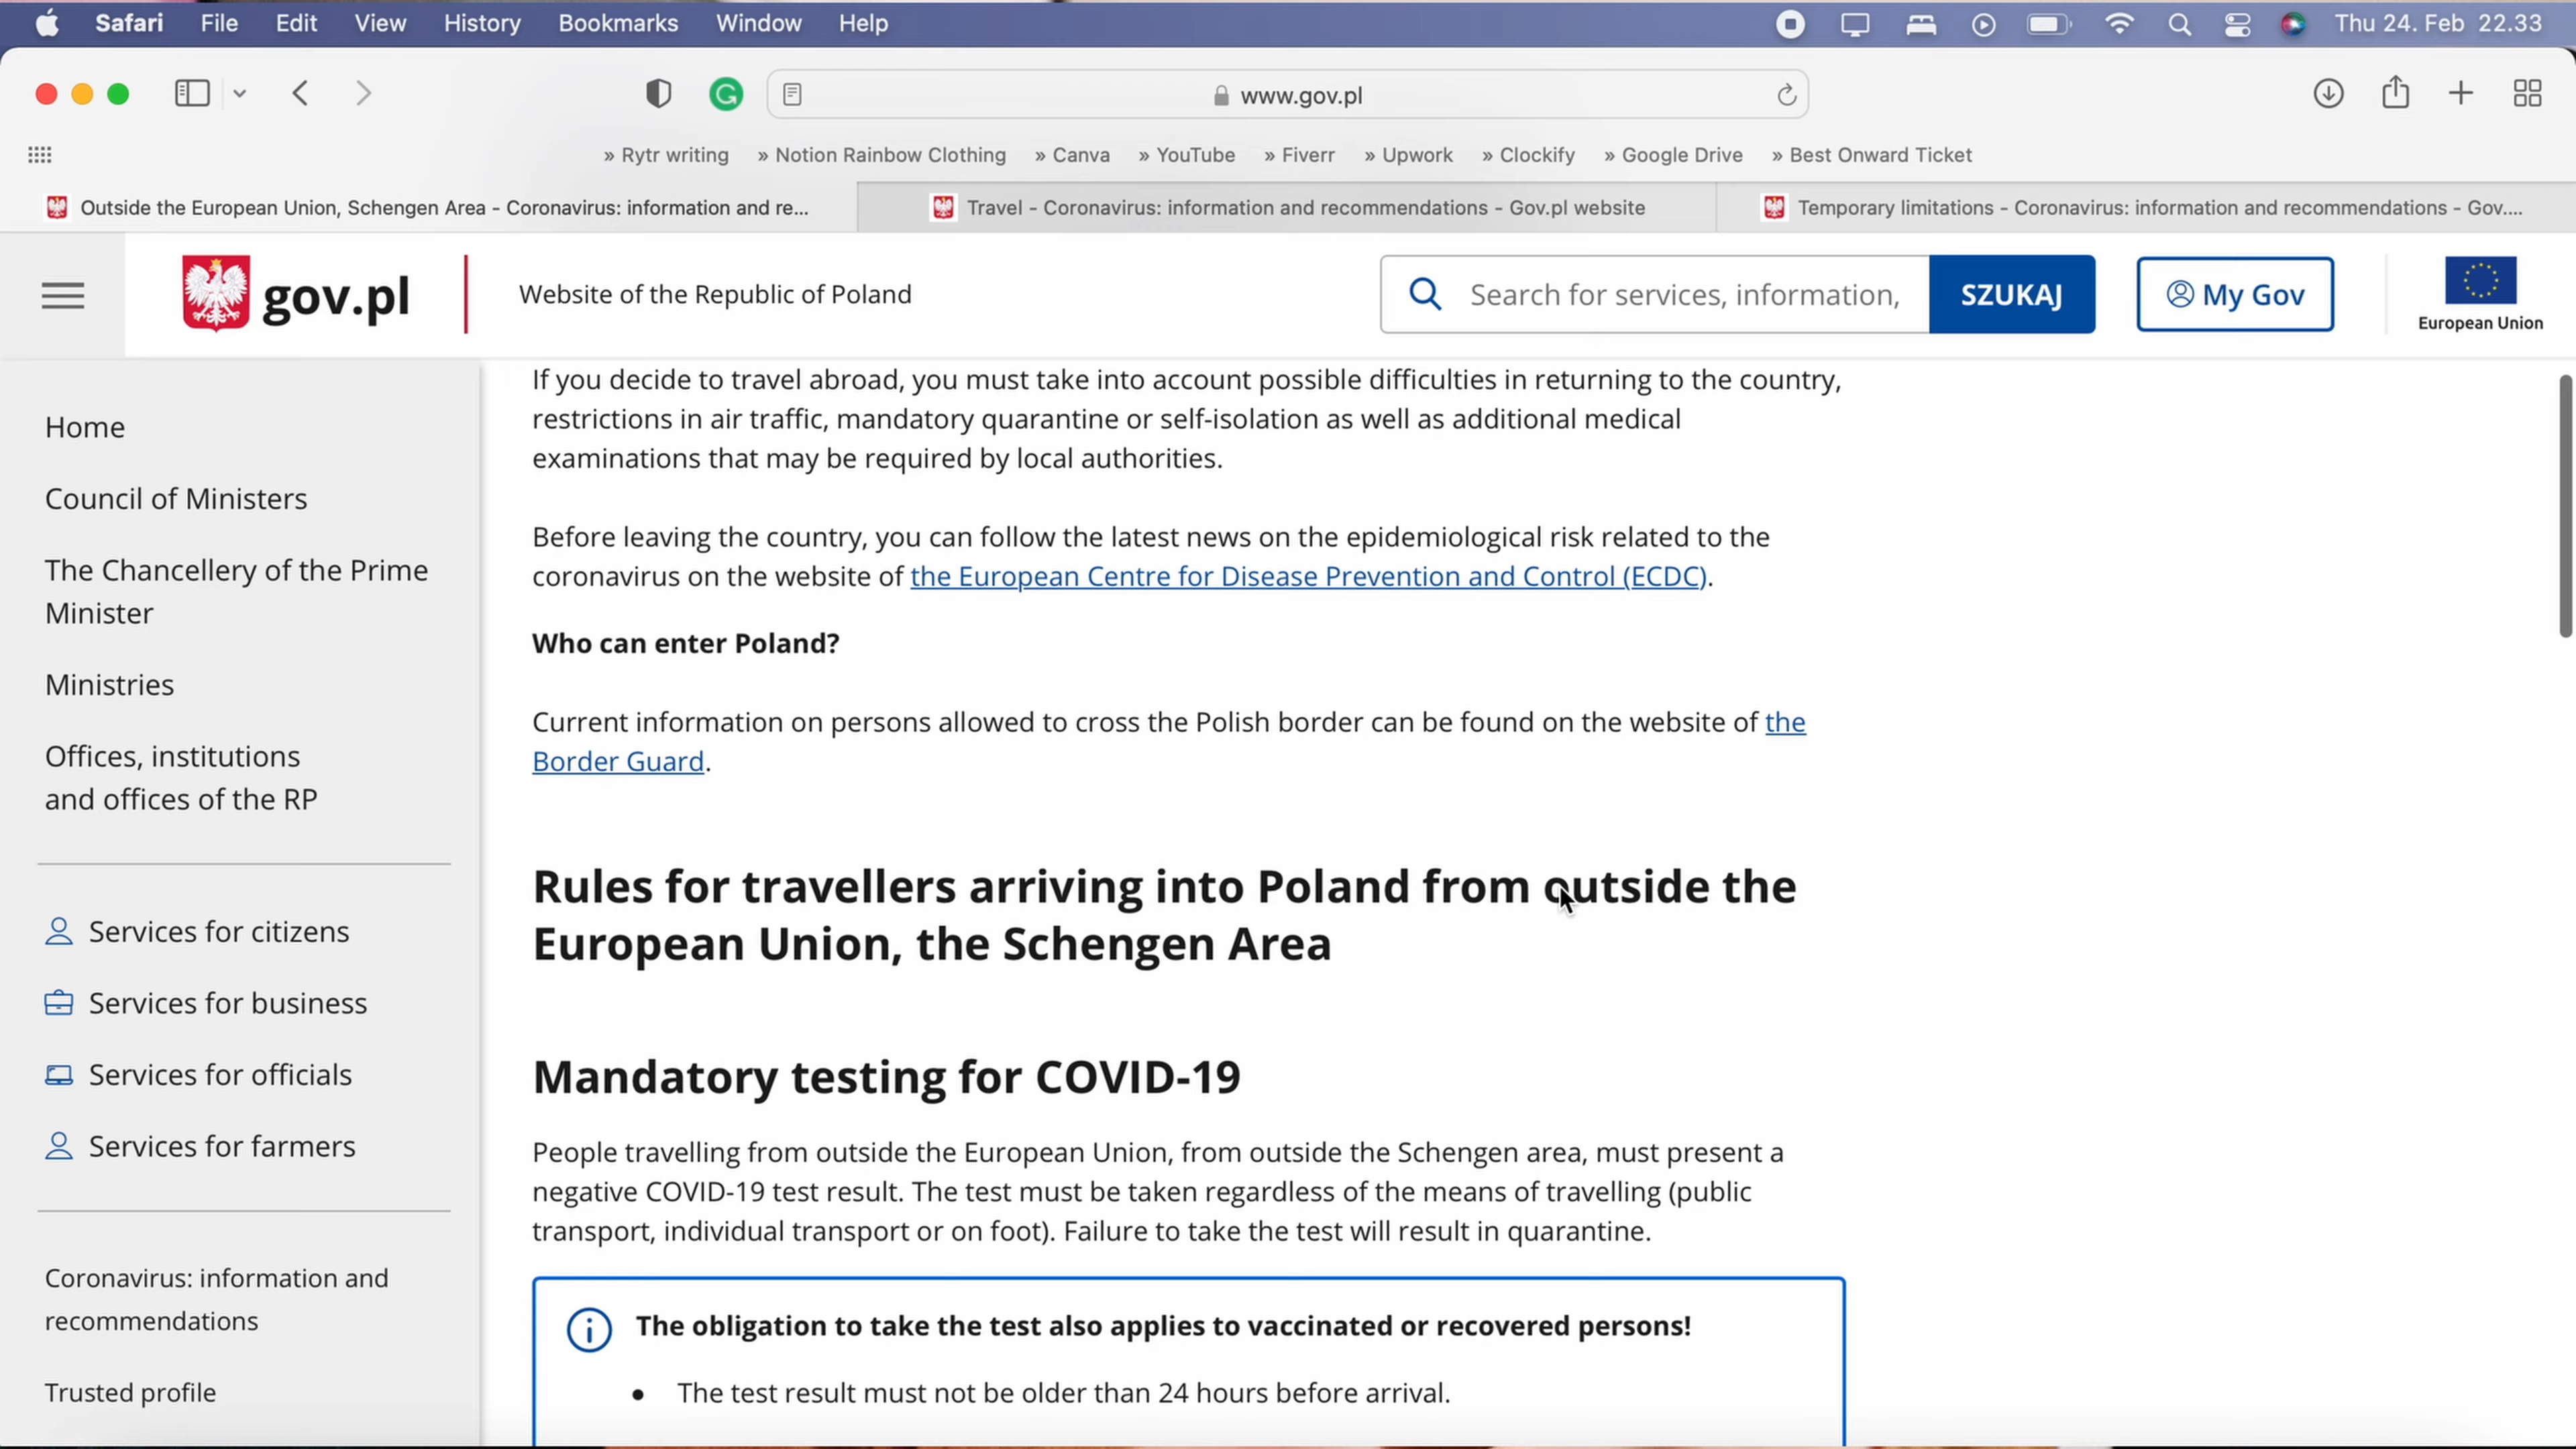 Safari File Edit View History Bookmarks Window Help Thu 24. Feb 22.33
www.gov.pl
» Rytr writing » Notion Rainbow Clothing » Canva » YouTube » Fiverr » Upwork » Clockify » Google Drive » Best Onward Ticket
Outside the European Union, Schengen Area - Coronavirus: information and re... Travel - Coronavirus: information and recommendations - Gov.pl website Temporary limitations - Coronavirus: information and recommendations - Gov....
gov.pl Website of the Republic of Poland Search for services, information, SZUKAJ My Gov
European Union
Home
Council of Ministers
The Chancellery of the Prime
Minister
Ministries
Offices, institutions
and offices of the RP
Services for citizens
Services for business
Services for officials
Services for farmers
Coronavirus: information and
recommendations
Trusted profile
If you decide to travel abroad, you must take into account possible difficulties in returning to the country,
restrictions in air traffic, mandatory quarantine or self-isolation as well as additional medical
examinations that may be required by local authorities.
Before leaving the country, you can follow the latest news on the epidemiological risk related to the
coronavirus on the website of the European Centre for Disease Prevention and Control (ECDC).
Who can enter Poland?
Current information on persons allowed to cross the Polish border can be found on the website of the
Border Guard.
Rules for travellers arriving into Poland from outside the
European Union, the Schengen Area
Mandatory testing for COVID-19
People travelling from outside the European Union, from outside the Schengen area, must present a
negative COVID-19 test result. The test must be taken regardless of the means of travelling (public
transport, individual transport or on foot). Failure to take the test will result in quarantine.
The obligation to take the test also applies to vaccinated or recovered persons!
• The test result must not be older than 24 hours before arrival.